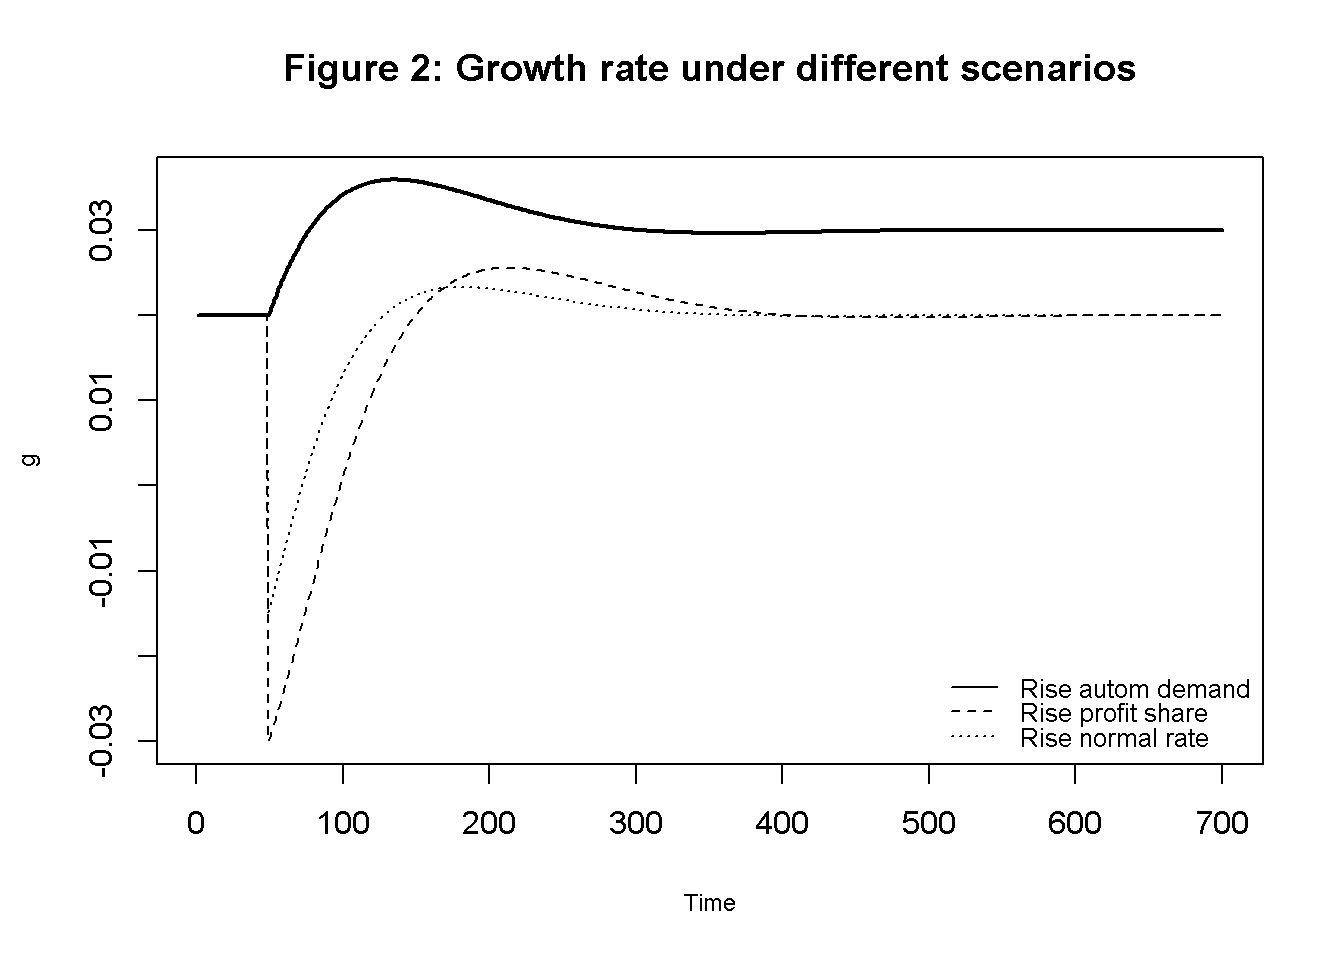 Figure 2: Growth rate under different scenarios
0.03
0.01
-0.01
-0.03
g
Rise autom demand
Rise profit share
Rise normal rate
0 100 200 300 400 500 600 700
Time